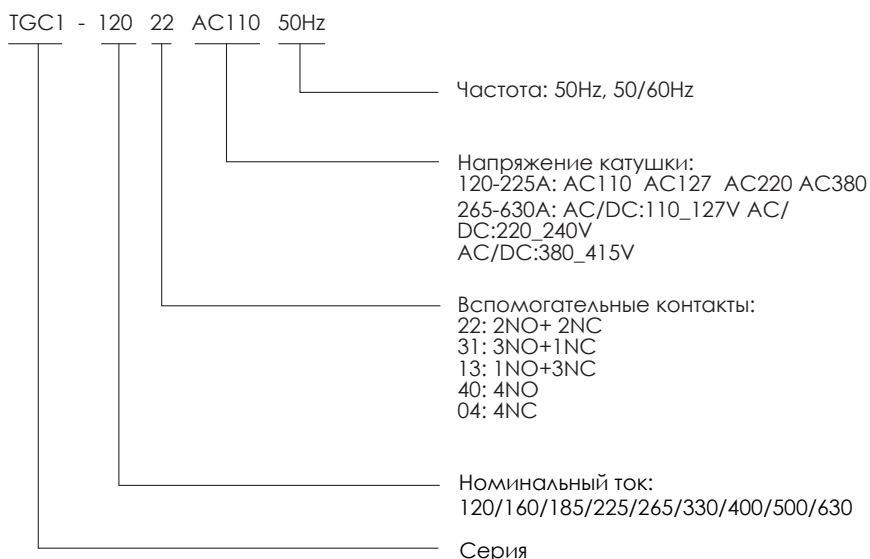 TGC1 - 120 22 AC110 50Hz
Частота: 50Hz, 50/60Hz
Напряжение катушки:
120-225A: AC110 AC127 AC220 AC380
265-630A: AC/DC:110_127V AC/
DC:220_240V
AC/DC:380_415V
Вспомогательные контакты:
22: 2NO+ 2NC
31: 3NO+1NC
13: 1NO+3NC
40: 4NO
04: 4NC
Номинальный ток:
120/160/185/225/265/330/400/500/630
Серия